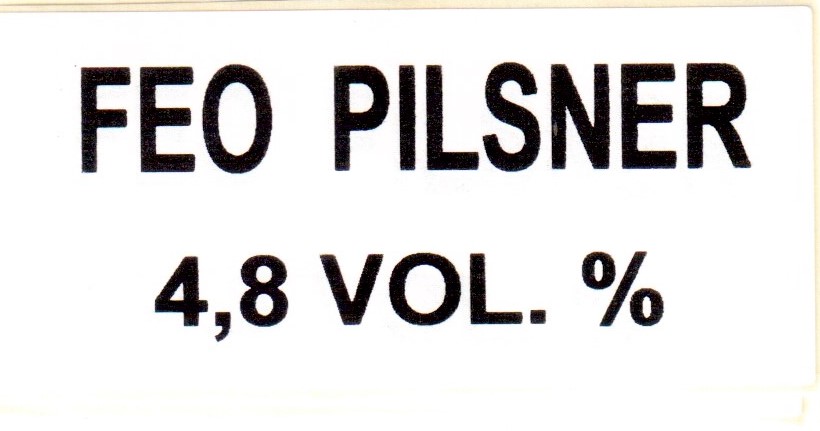 FEO PILSNER
4,8 VOL. %